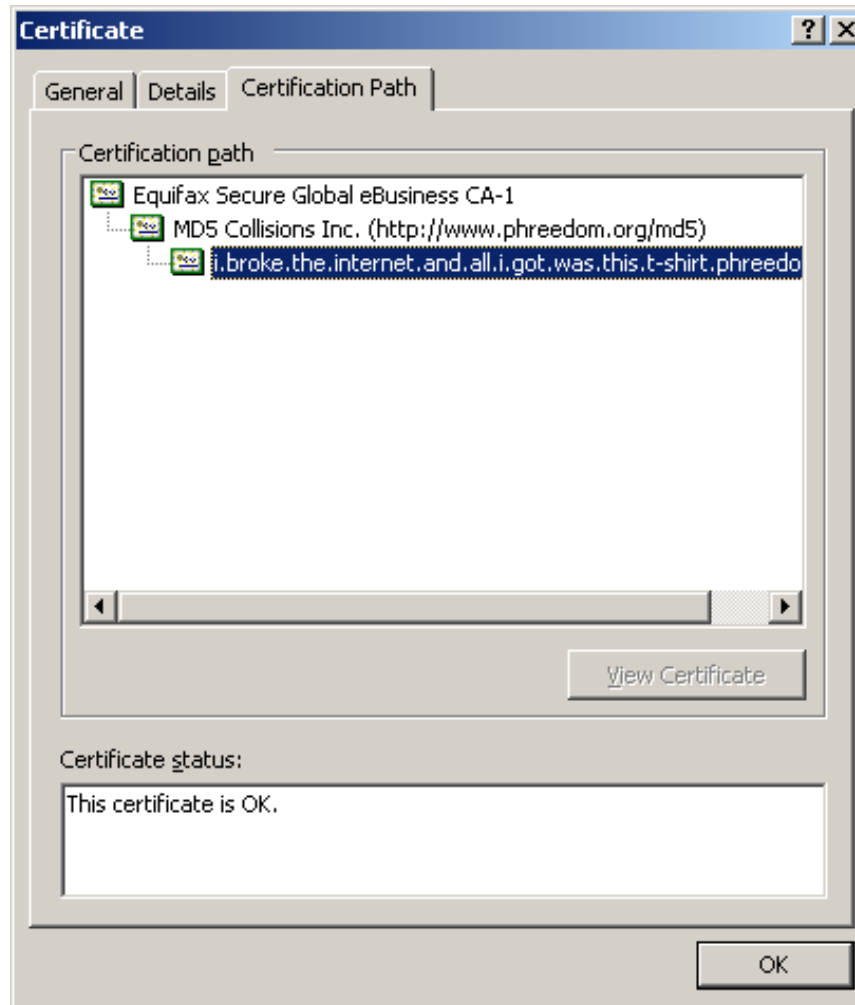 Certificate
General Details Certification Path
Certification path
Equifax Secure Global eBusiness CA-1
MD5 Collisions Inc. (http://www.phreedom.org/md5)
i.broke.the.internet.and.all.i.got.was.this.t-shirt.phreedo
View Certificate
Certificate status:
This certificate is OK.
OK